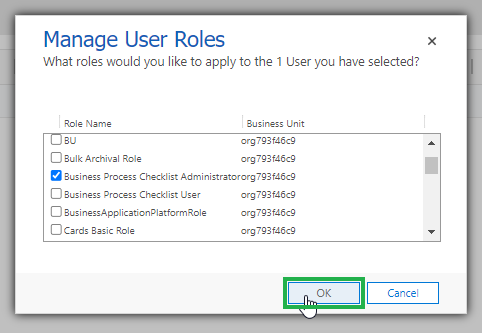 Manage User Roles
What roles would you like to apply to the 1 User you have selected?
Role Name Business Unit
BU org793f46c9
Bulk Archival Role org793f46c9
Business Process Checklist Administrator org793f46c9
Business Process Checklist User org793f46c9
BusinessApplicationPlatformRole org793f46c9
Cards Basic Role org793f46c9
OK Cancel